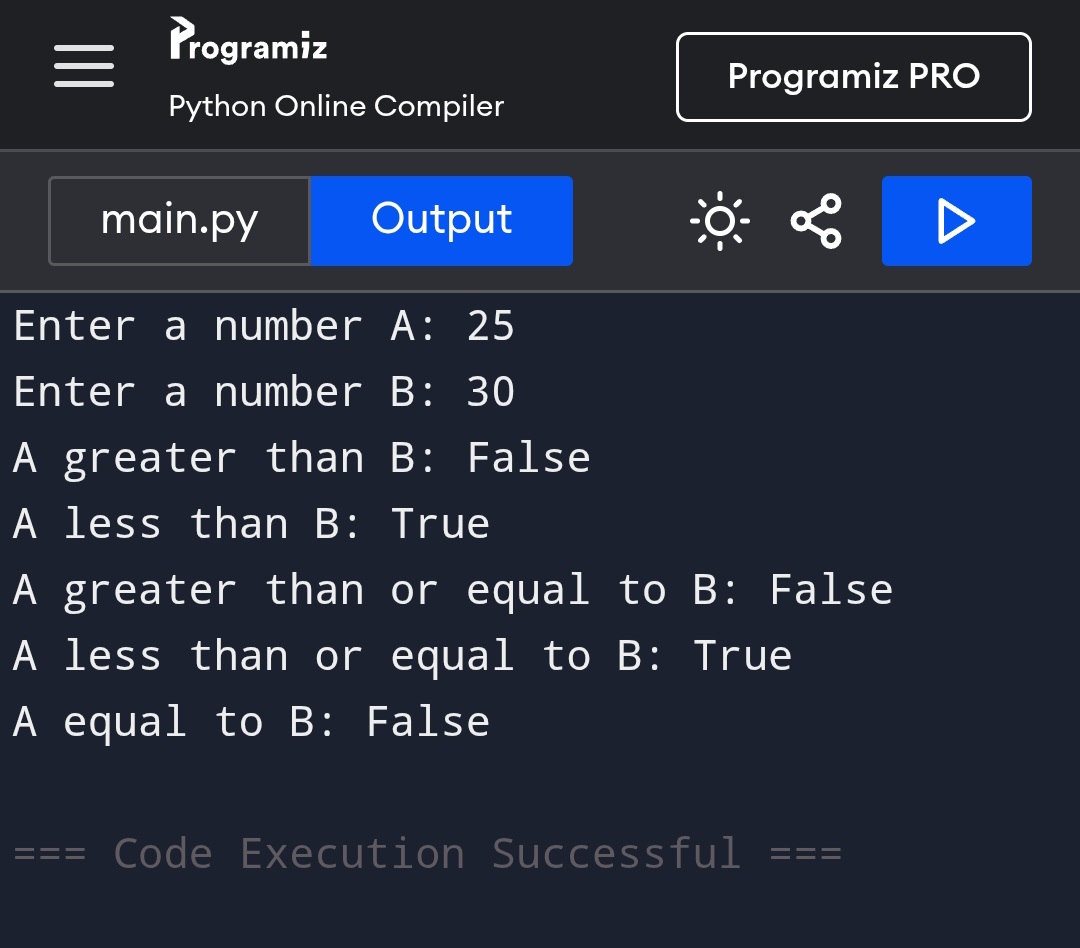 Programiz
Python Online Compiler
Programiz PRO
main.py
Output
Enter a number A: 25
Enter a number B: 30
A greater than B: False
A less than B: True
A greater than or equal to B: False
A less than or equal to B: True
A equal to B: False
=== Code Execution Successful ===